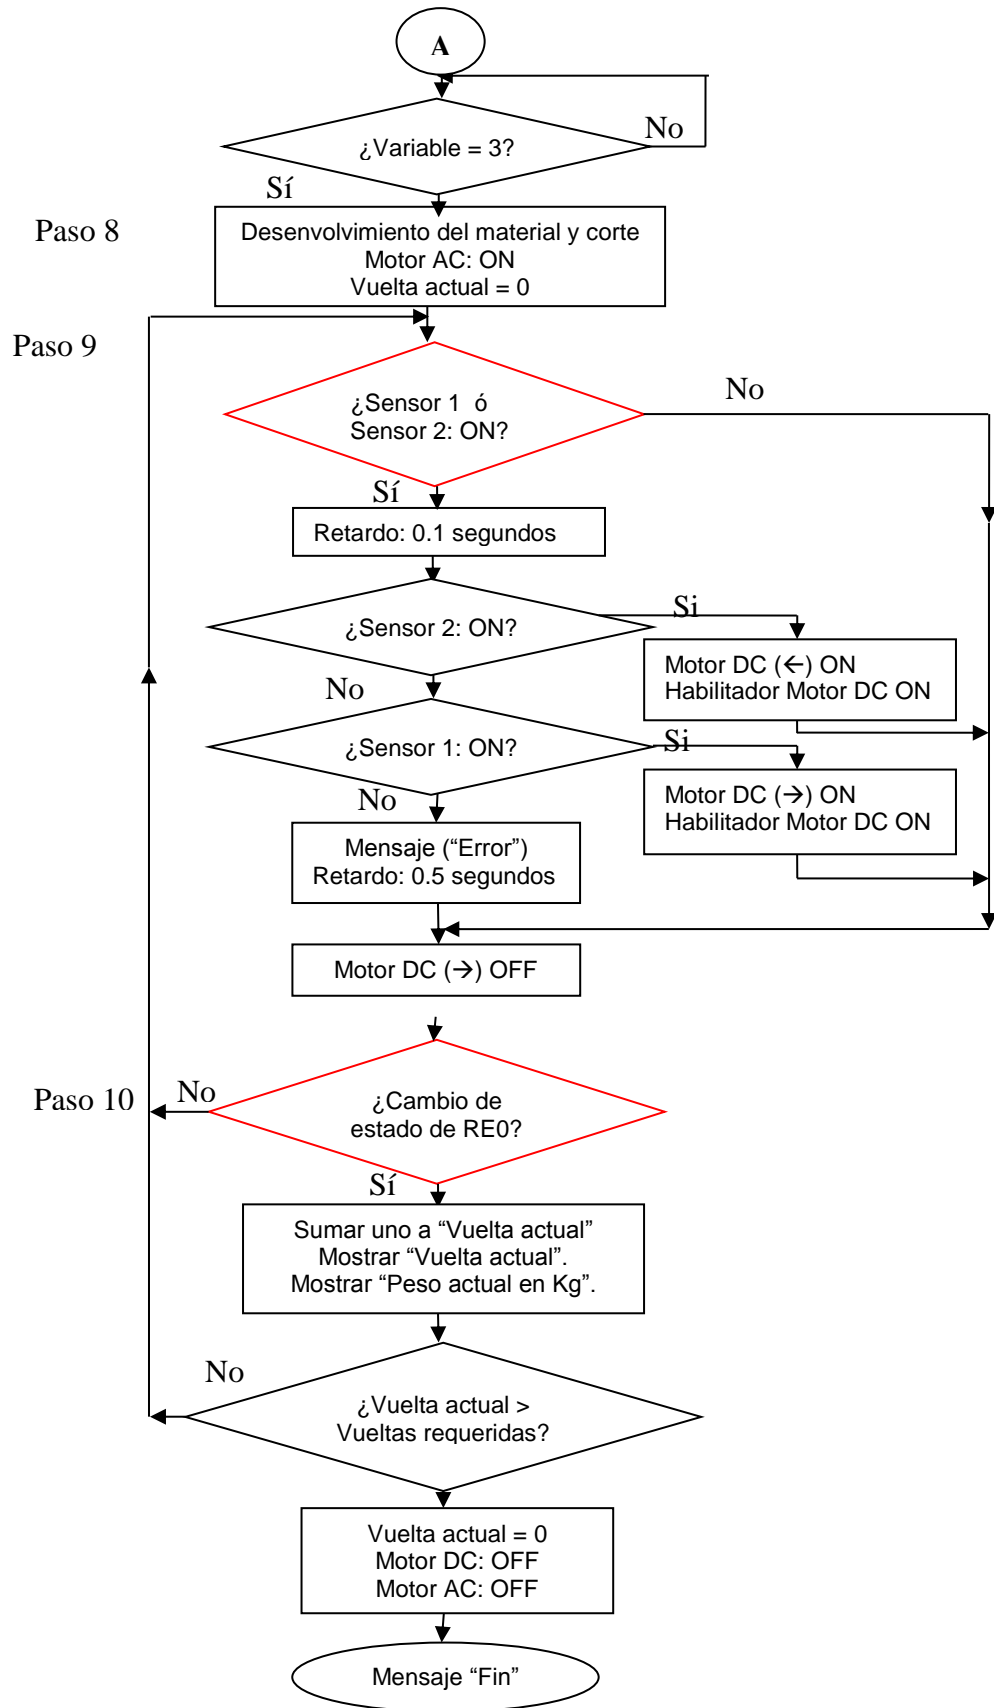 A
¿Variable = 3?
No
Sí
Paso 8
Desenvolvimiento del material y corte
Motor AC: ON
Vuelta actual = 0
Paso 9
¿Sensor 1 ó
Sensor 2: ON?
No
Sí
Retardo: 0.1 segundos
¿Sensor 2: ON?
Si
Motor DC (←) ON
Habilitador Motor DC ON
No
¿Sensor 1: ON?
Si
Motor DC (→) ON
Habilitador Motor DC ON
No
Mensaje (“Error”)
Retardo: 0.5 segundos
Motor DC (→) OFF
Paso 10
No
¿Cambio de
estado de RE0?
Sí
Sumar uno a “Vuelta actual”
Mostrar “Vuelta actual”.
Mostrar “Peso actual en Kg”.
No
¿Vuelta actual >
Vueltas requeridas?
Vuelta actual = 0
Motor DC: OFF
Motor AC: OFF
Mensaje “Fin”